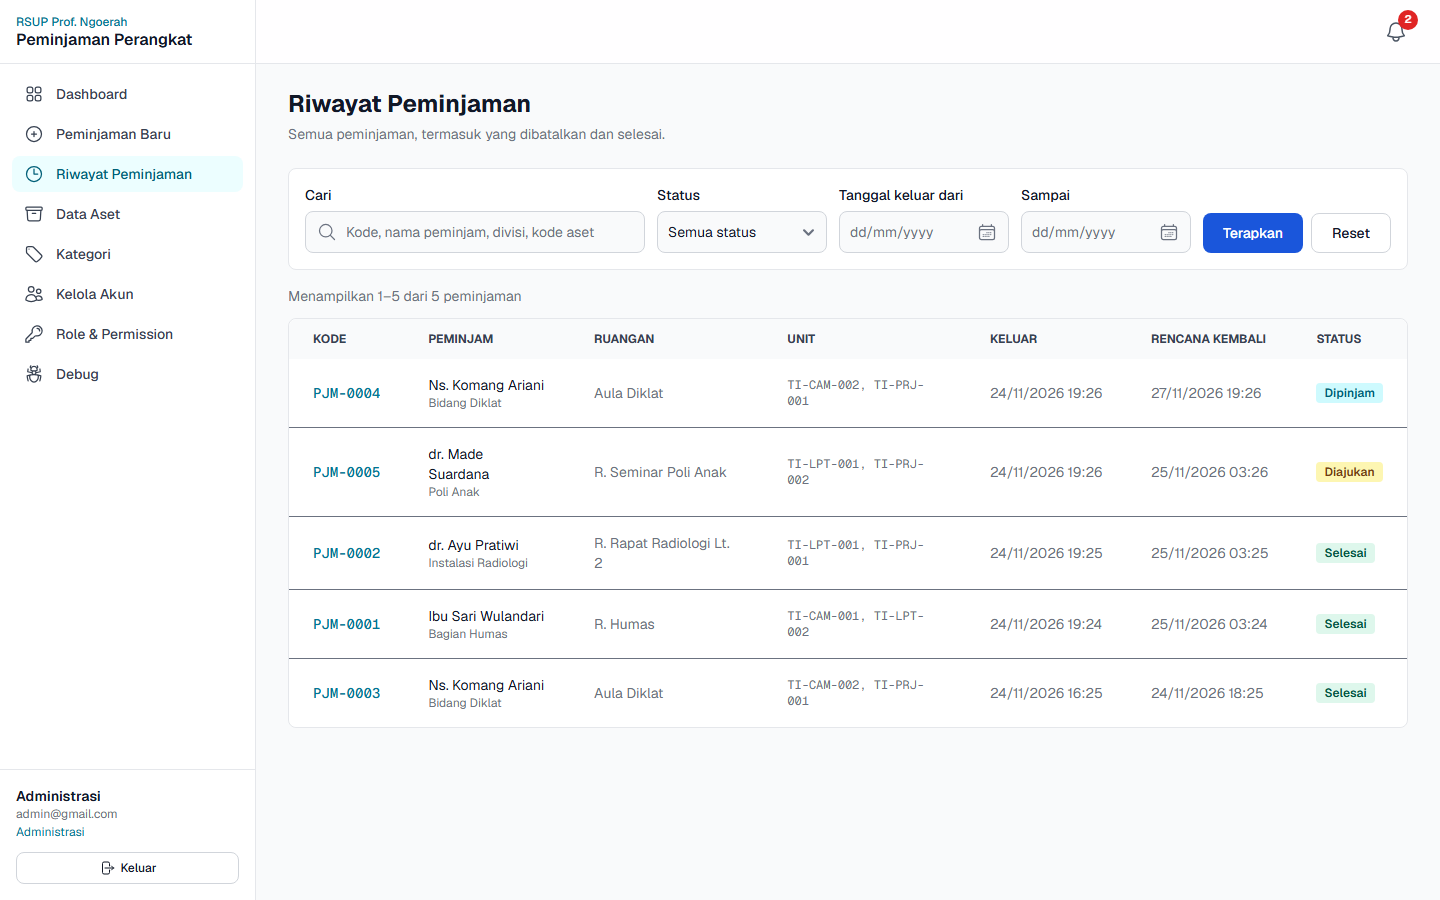 RSUP Prof. Ngoerah
Peminjaman Perangkat
2
Dashboard
Peminjaman Baru
Riwayat Peminjaman
Data Aset
Kategori
Kelola Akun
Role & Permission
Debug
Administrasi
admin@gmail.com
Administrasi
Keluar
Riwayat Peminjaman
Semua peminjaman, termasuk yang dibatalkan dan selesai.
Cari Status Tanggal keluar dari Sampai
Kode, nama peminjam, divisi, kode aset Semua status dd/mm/yyyy dd/mm/yyyy Terapkan Reset
Menampilkan 1–5 dari 5 peminjaman
KODE PEMINJAM RUANGAN UNIT KELUAR RENCANA KEMBALI STATUS
PJM-0004 Ns. Komang Ariani Aula Diklat TI-CAM-002, TI-PRJ- 24/11/2026 19:26 27/11/2026 19:26 Dipinjam
Bidang Diklat 001
dr. Made
PJM-0005 Suardana R. Seminar Poli Anak TI-LPT-001, TI-PRJ- 24/11/2026 19:26 25/11/2026 03:26 Diajukan
Poli Anak 002
PJM-0002 dr. Ayu Pratiwi R. Rapat Radiologi Lt. TI-LPT-001, TI-PRJ- 24/11/2026 19:25 25/11/2026 03:25 Selesai
Instalasi Radiologi 2 001
PJM-0001 Ibu Sari Wulandari R. Humas TI-CAM-001, TI-LPT- 24/11/2026 19:24 25/11/2026 03:24 Selesai
Bagian Humas 002
PJM-0003 Ns. Komang Ariani Aula Diklat TI-CAM-002, TI-PRJ- 24/11/2026 16:25 24/11/2026 18:25 Selesai
Bidang Diklat 001